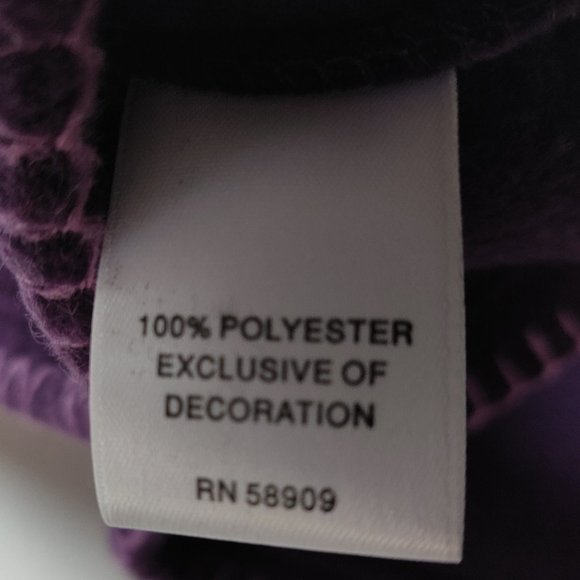 100% POLYESTER
EXCLUSIVE OF
DECORATION
RN 58909